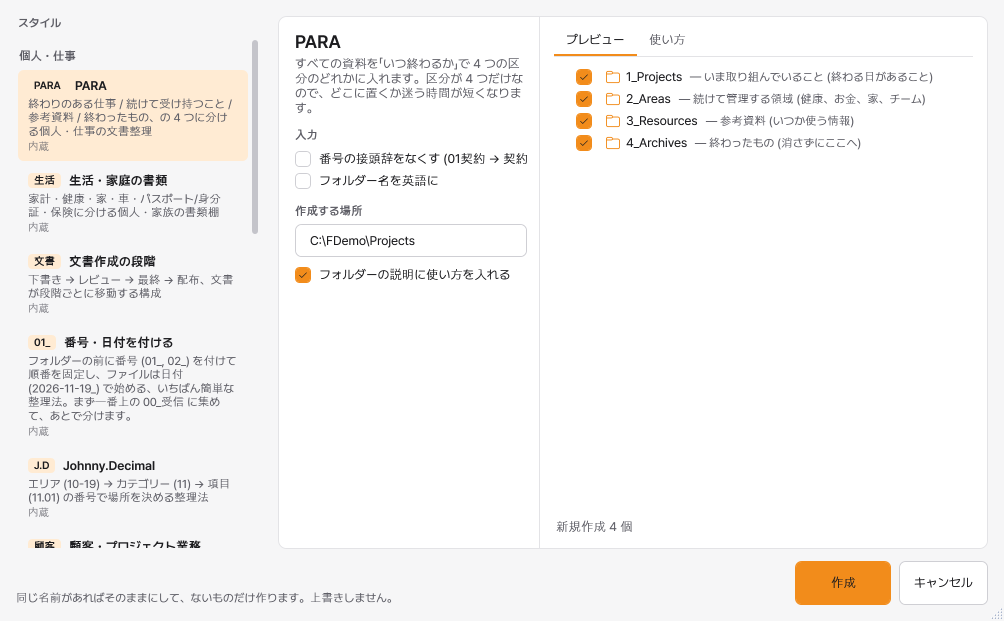 スタイル
個人・仕事
PARA PARA
終わりのある仕事 / 続けて受け持つこと /
参考資料 / 終わったもの、の 4 つに分け
る個人・仕事の文書整理
内蔵
生活 生活・家庭の書類
家計・健康・家・車・パスポート/身分
証・保険に分ける個人・家族の書類棚
内蔵
文書 文書作成の段階
下書き → レビュー → 最終 → 配布、文書
が段階ごとに移動する構成
内蔵
01_ 番号・日付を付ける
フォルダーの前に番号 (01_, 02_) を付けて
順番を固定し、ファイルは日付
(2026-11-19_) で始める、いちばん簡単な
整理法。まず一番上の 00_受信 に集め
て、あとで分けます。
内蔵
J.D Johnny.Decimal
エリア (10-19) → カテゴリー (11) → 項目
(11.01) の番号で場所を決める整理法
内蔵
顧客 顧客・プロジェクト業務
PARA
すべての資料を「いつ終わるか」で 4 つの区
分のどれかに入れます。区分が 4 つだけな
ので、どこに置くか迷う時間が短くなりま
す。
入力
番号の接頭辞をなくす (01契約 → 契約
フォルダー名を英語に
作成する場所
C:\FDemo\Projects
フォルダーの説明に使い方を入れる
プレビュー 使い方
1_Projects — いま取り組んでいること (終わる日があること)
2_Areas — 続けて管理する領域 (健康、お金、家、チーム)
3_Resources — 参考資料 (いつか使う情報)
4_Archives — 終わったもの (消さずにここへ)
新規作成 4 個
同じ名前があればそのままにして、ないものだけ作ります。上書きしません。
作成 キャンセル